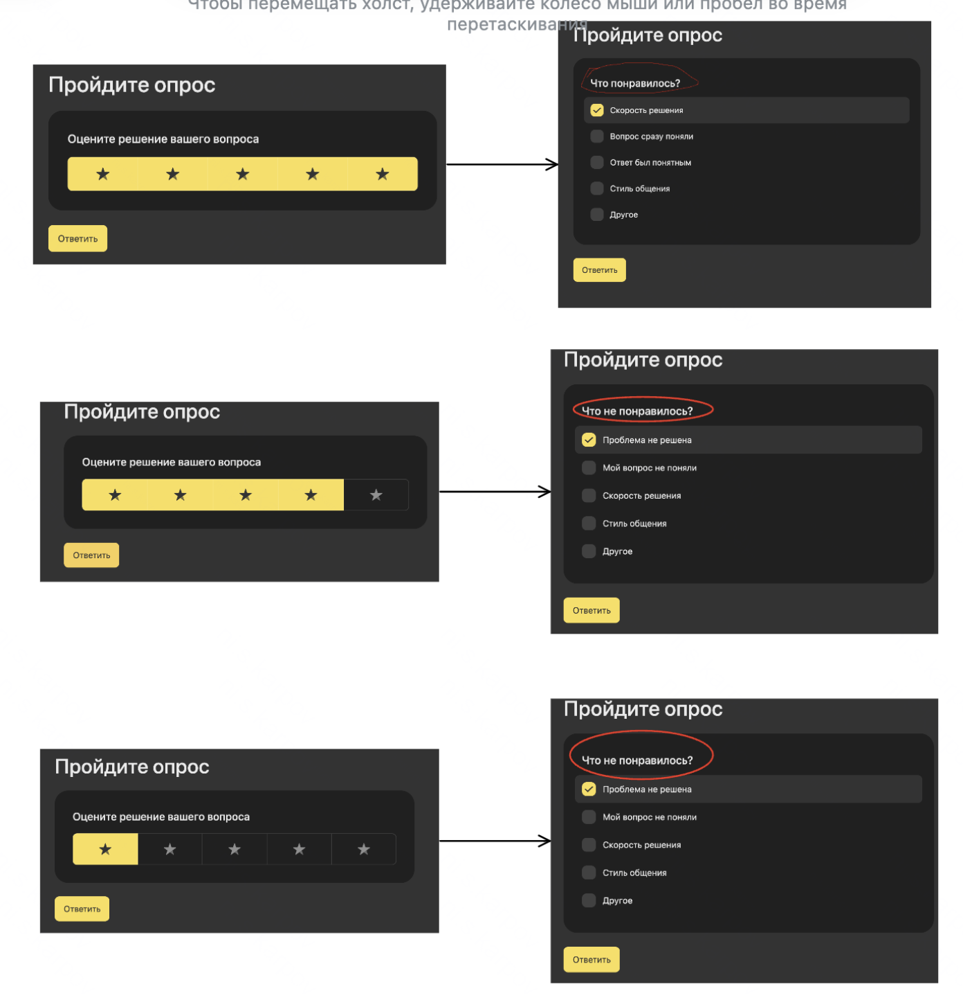 Чтобы перемещать холст, удерживайте колесо мыши или пробел во время
перетаскивания
Пройдите опрос
Оцените решение вашего вопроса
Ответить
Пройдите опрос
Что понравилось?
Скорость решения
Вопрос сразу поняли
Ответ был понятным
Стиль общения
Другое
Ответить
Пройдите опрос
Оцените решение вашего вопроса
Ответить
Пройдите опрос
Что не понравилось?
Проблема не решена
Мой вопрос не поняли
Скорость решения
Стиль общения
Другое
Ответить
Пройдите опрос
Оцените решение вашего вопроса
Ответить
Пройдите опрос
Что не понравилось?
Проблема не решена
Мой вопрос не поняли
Скорость решения
Стиль общения
Другое
Ответить